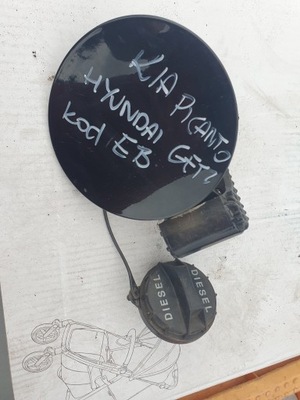 KIA PICANTO
HYUNDAI GETZ
kod EB
DIESEL
DIESEL